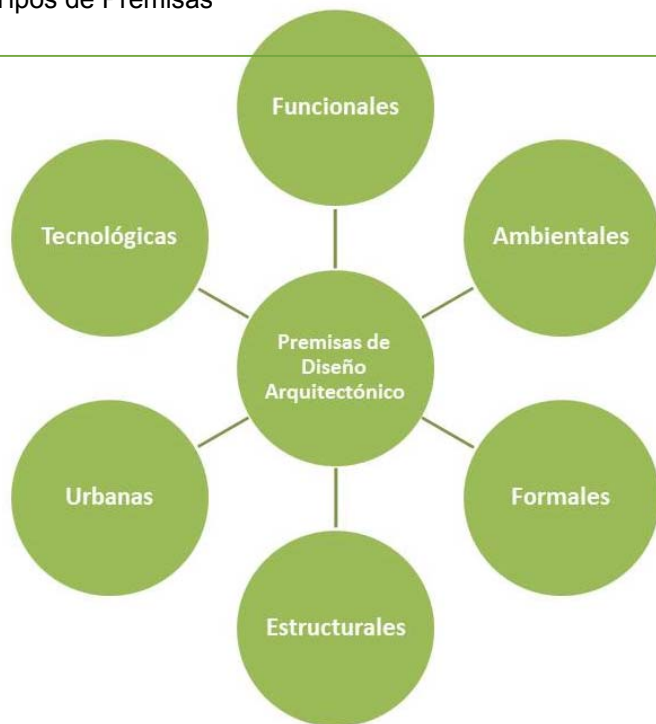 Tipos de Premisas
Funcionales
Tecnológicas
Ambientales
Premisas de
Diseño
Arquitectónico
Urbanas
Formales
Estructurales